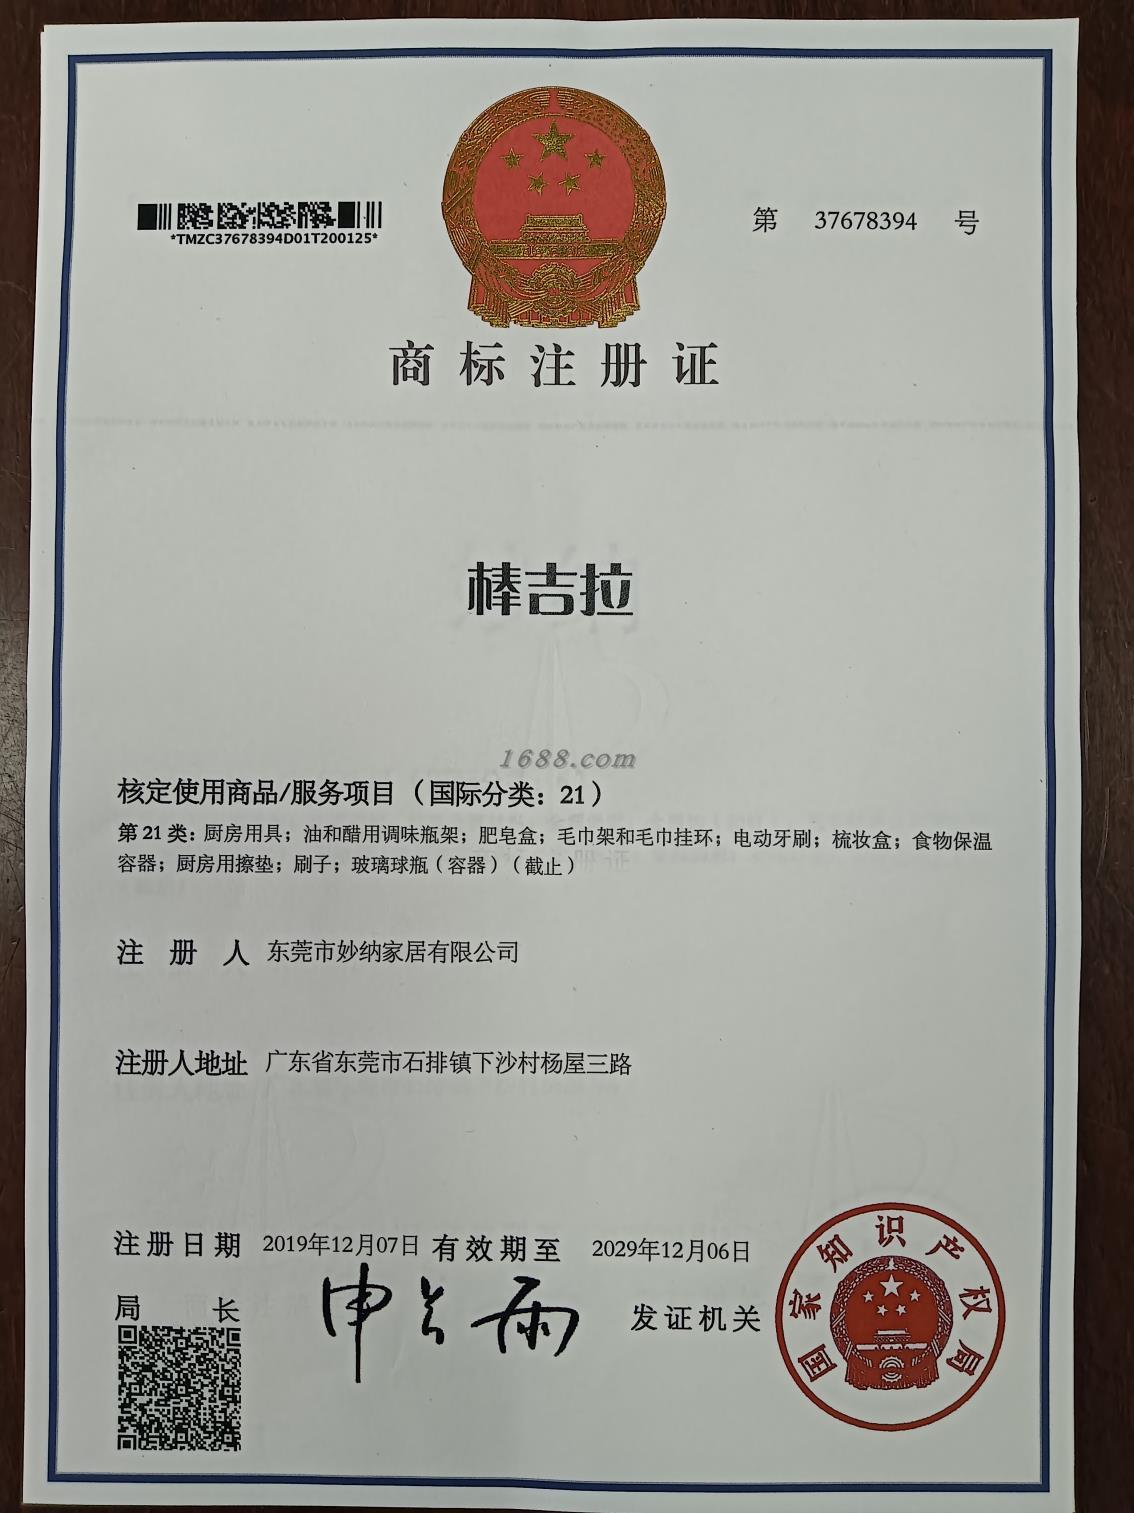 *TMZC37678394D01T200125*
第 37678394 号
商标注册证
棒吉拉
1688.com
核定使用商品/服务项目（国际分类：21）
第 21 类：厨房用具；油和醋用调味瓶架；肥皂盒；毛巾架和毛巾挂环；电动牙刷；梳妆盒；食物保温
容器；厨房用擦垫；刷子；玻璃球瓶（容器）（截止）
注 册 人 东莞市妙纳家居有限公司
注册人地址 广东省东莞市石排镇下沙村杨屋三路
注册日期 2019年12月07日 有效期至 2029年12月06日
局 长 申长雨 发证机关
国家知识产权局